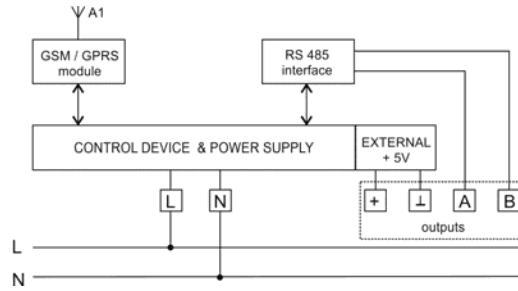 A1
GSM / GPRS
module
RS 485
interface
CONTROL DEVICE & POWER SUPPLY
EXTERNAL
+ 5V
L N + ⊥ A B
outputs
L
N